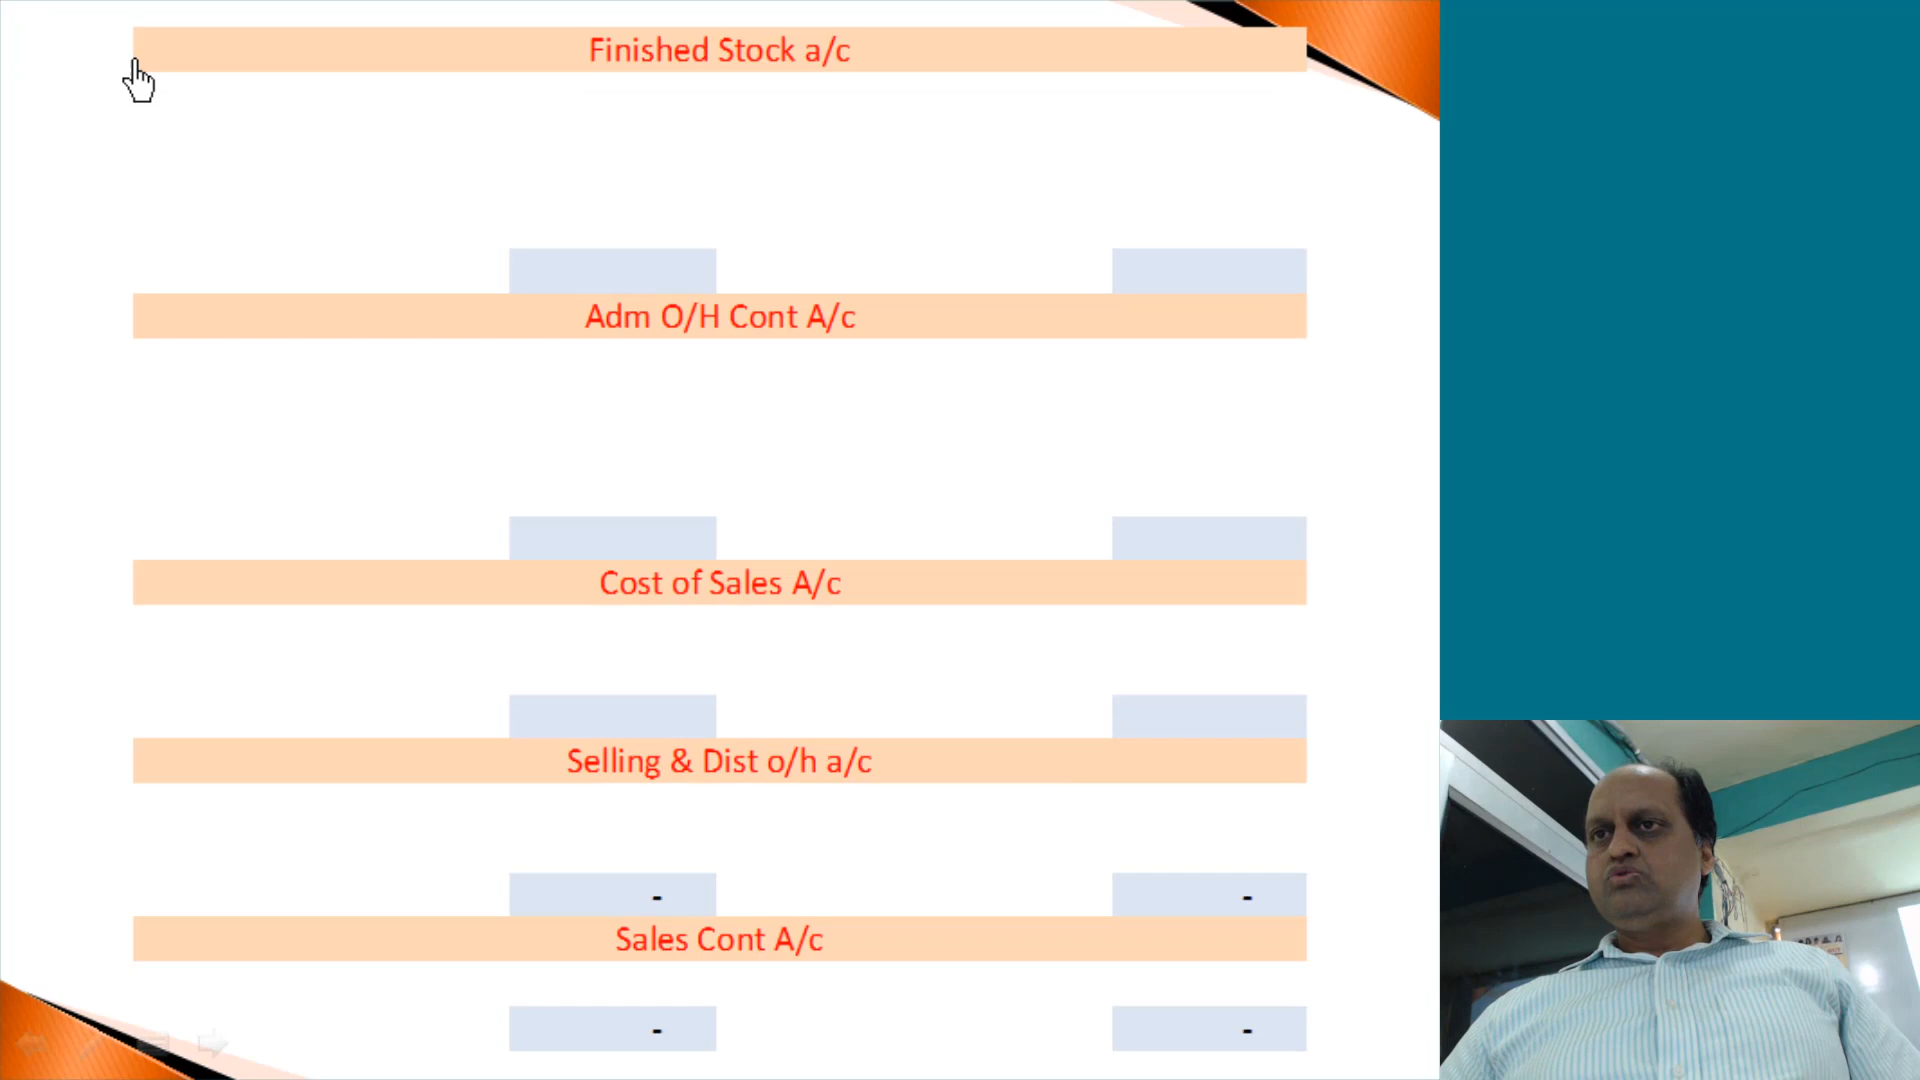 Finished Stock a/c
Adm O/H Cont A/c
Cost of Sales A/c
Selling & Dist o/h a/c
- -
Sales Cont A/c
- -